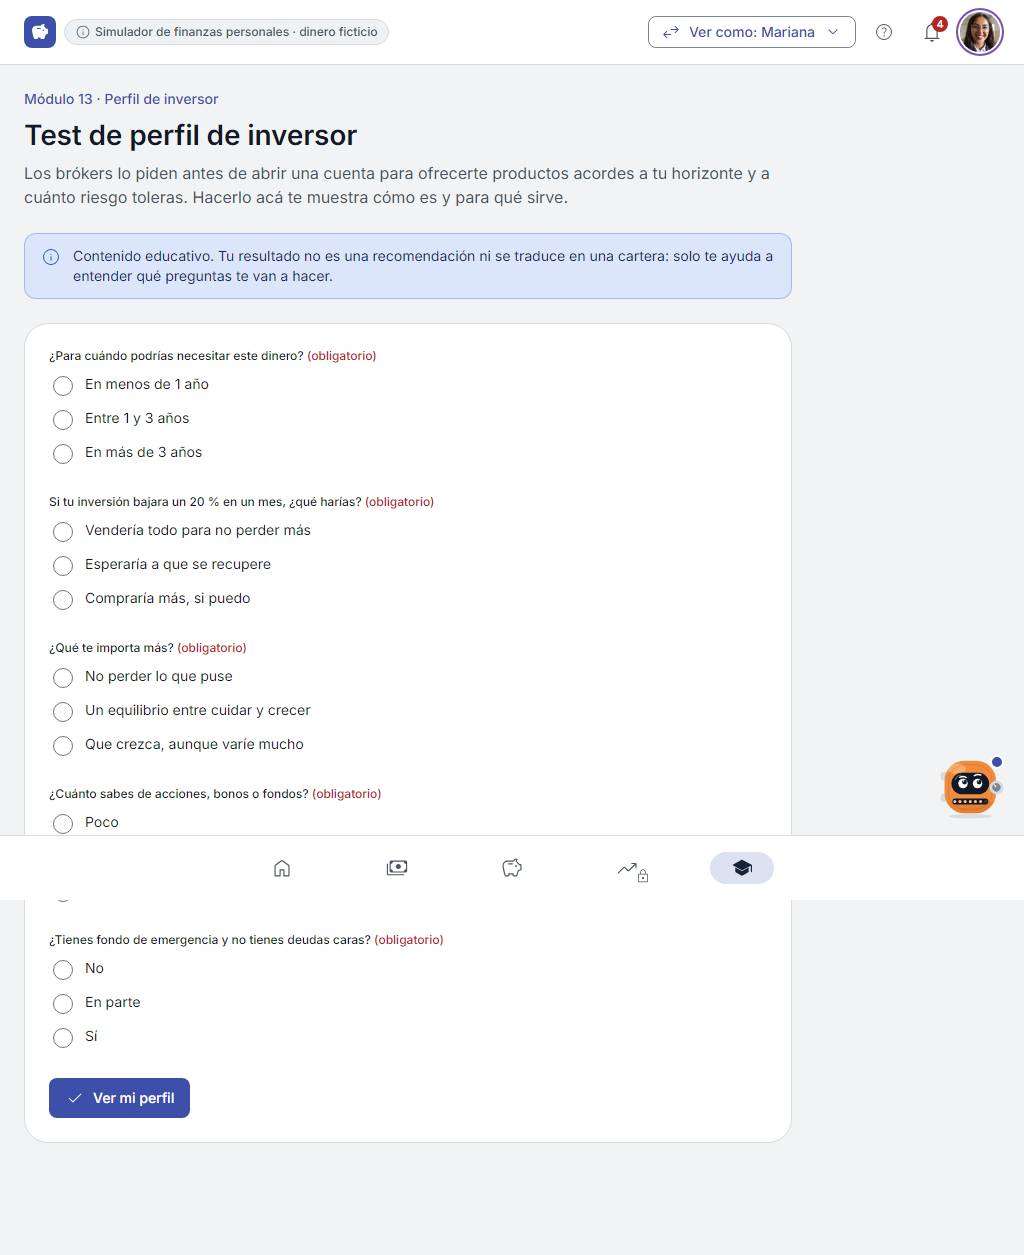 Simulador de finanzas personales · dinero ficticio
Ver como: Mariana
4
Módulo 13 · Perfil de inversor
Test de perfil de inversor
Los brókers lo piden antes de abrir una cuenta para ofrecerte productos acordes a tu horizonte y a
cuánto riesgo toleras. Hacerlo acá te muestra cómo es y para qué sirve.
Contenido educativo. Tu resultado no es una recomendación ni se traduce en una cartera: solo te ayuda a
entender qué preguntas te van a hacer.
¿Para cuándo podrías necesitar este dinero? (obligatorio)
En menos de 1 año
Entre 1 y 3 años
En más de 3 años
Si tu inversión bajara un 20 % en un mes, ¿qué harías? (obligatorio)
Vendería todo para no perder más
Esperaría a que se recupere
Compraría más, si puedo
¿Qué te importa más? (obligatorio)
No perder lo que puse
Un equilibrio entre cuidar y crecer
Que crezca, aunque varíe mucho
¿Cuánto sabes de acciones, bonos o fondos? (obligatorio)
Poco
¿Tienes fondo de emergencia y no tienes deudas caras? (obligatorio)
No
En parte
Sí
Ver mi perfil